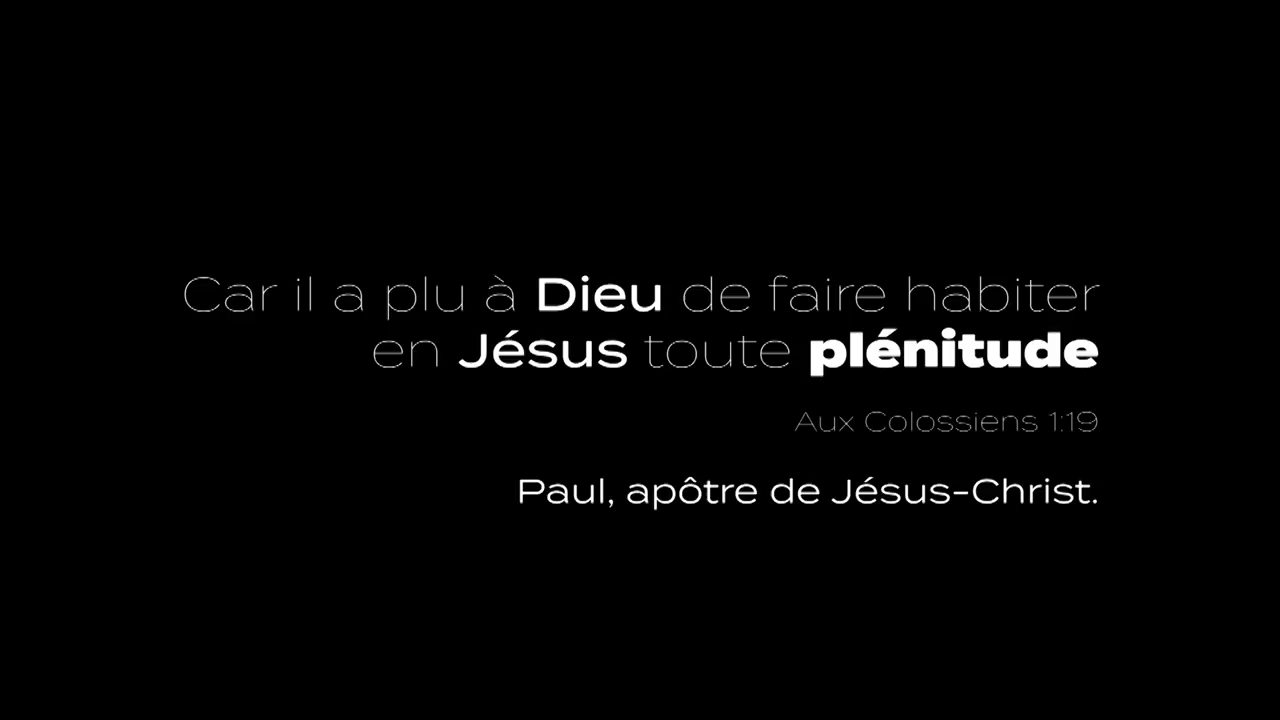 Car il a plu à Dieu de faire habiter
en Jésus toute plénitude
Aux Colossiens 1:19
Paul, apôtre de Jésus-Christ.